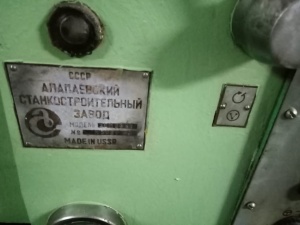 СССР
АЛАПАЕВСКИЙ
СТАНКОСТРОИТЕЛЬНЫЙ
ЗАВОД
МОДЕЛЬ
№
MADE IN USSR